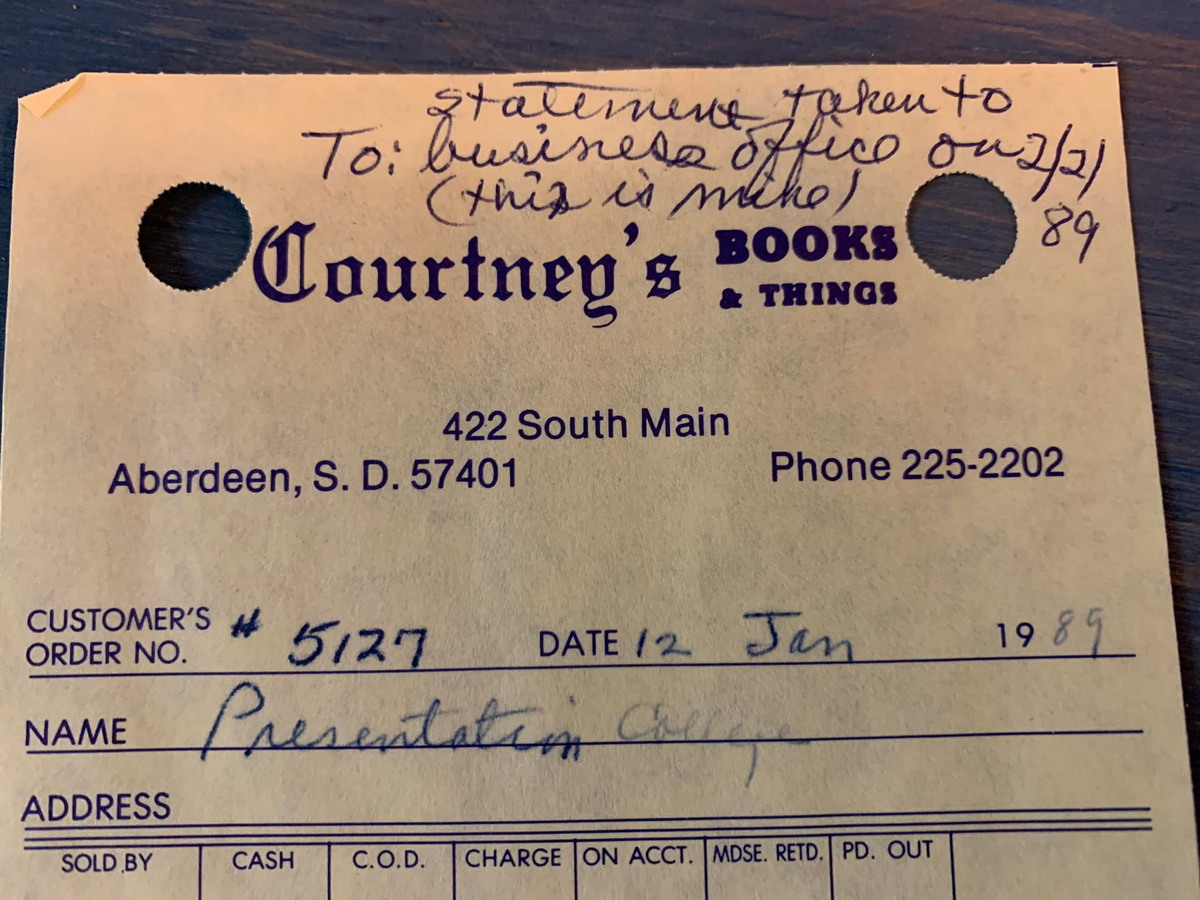 statement taken to
To: business office on 2/21
(this is mike) 89
Courtney's BOOKS & THINGS
422 South Main
Aberdeen, S. D. 57401 Phone 225-2202
CUSTOMER'S ORDER NO. # 5127 DATE 12 Jan 19 89
NAME Presentation College
ADDRESS
SOLD BY CASH C.O.D. CHARGE ON ACCT. MDSE. RETD. PD. OUT